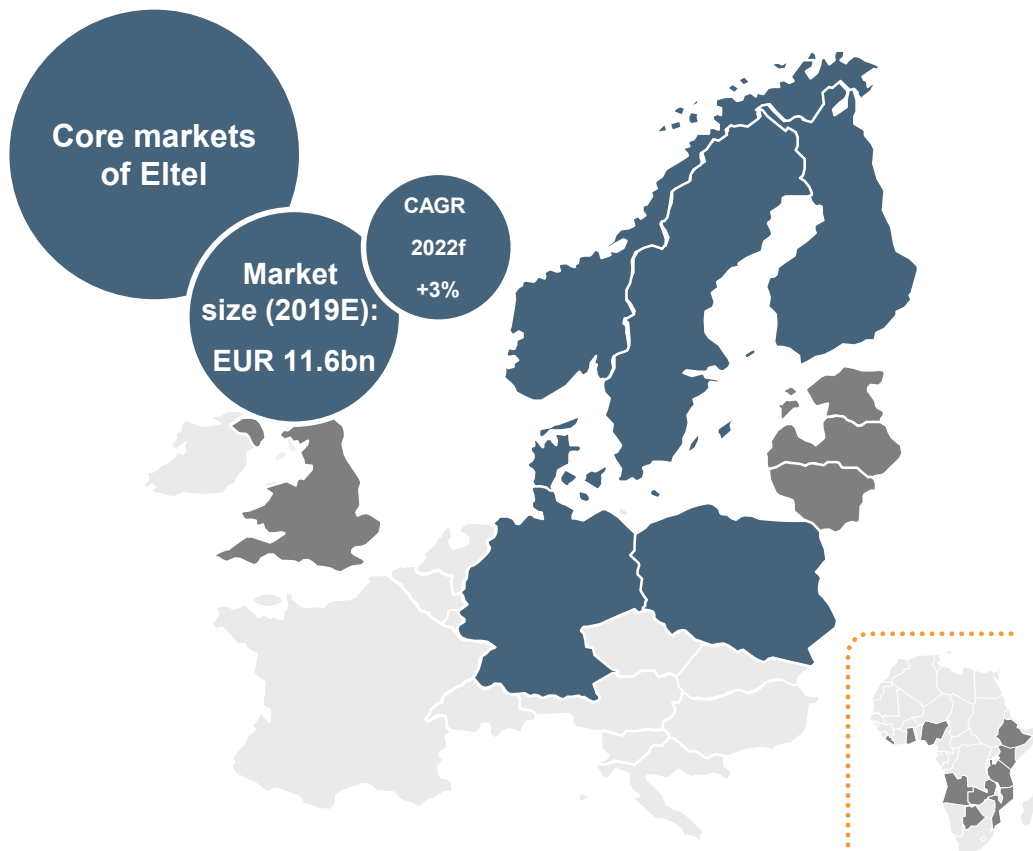 Core markets
of Eltel
CAGR
2022f
+3%
Market
size (2019E):
EUR 11.6bn